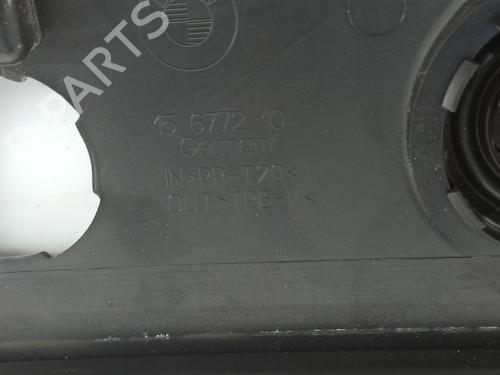 PARTS
15 6772 10
Germany
IN>PP-T20<
OUT>TPE-V<